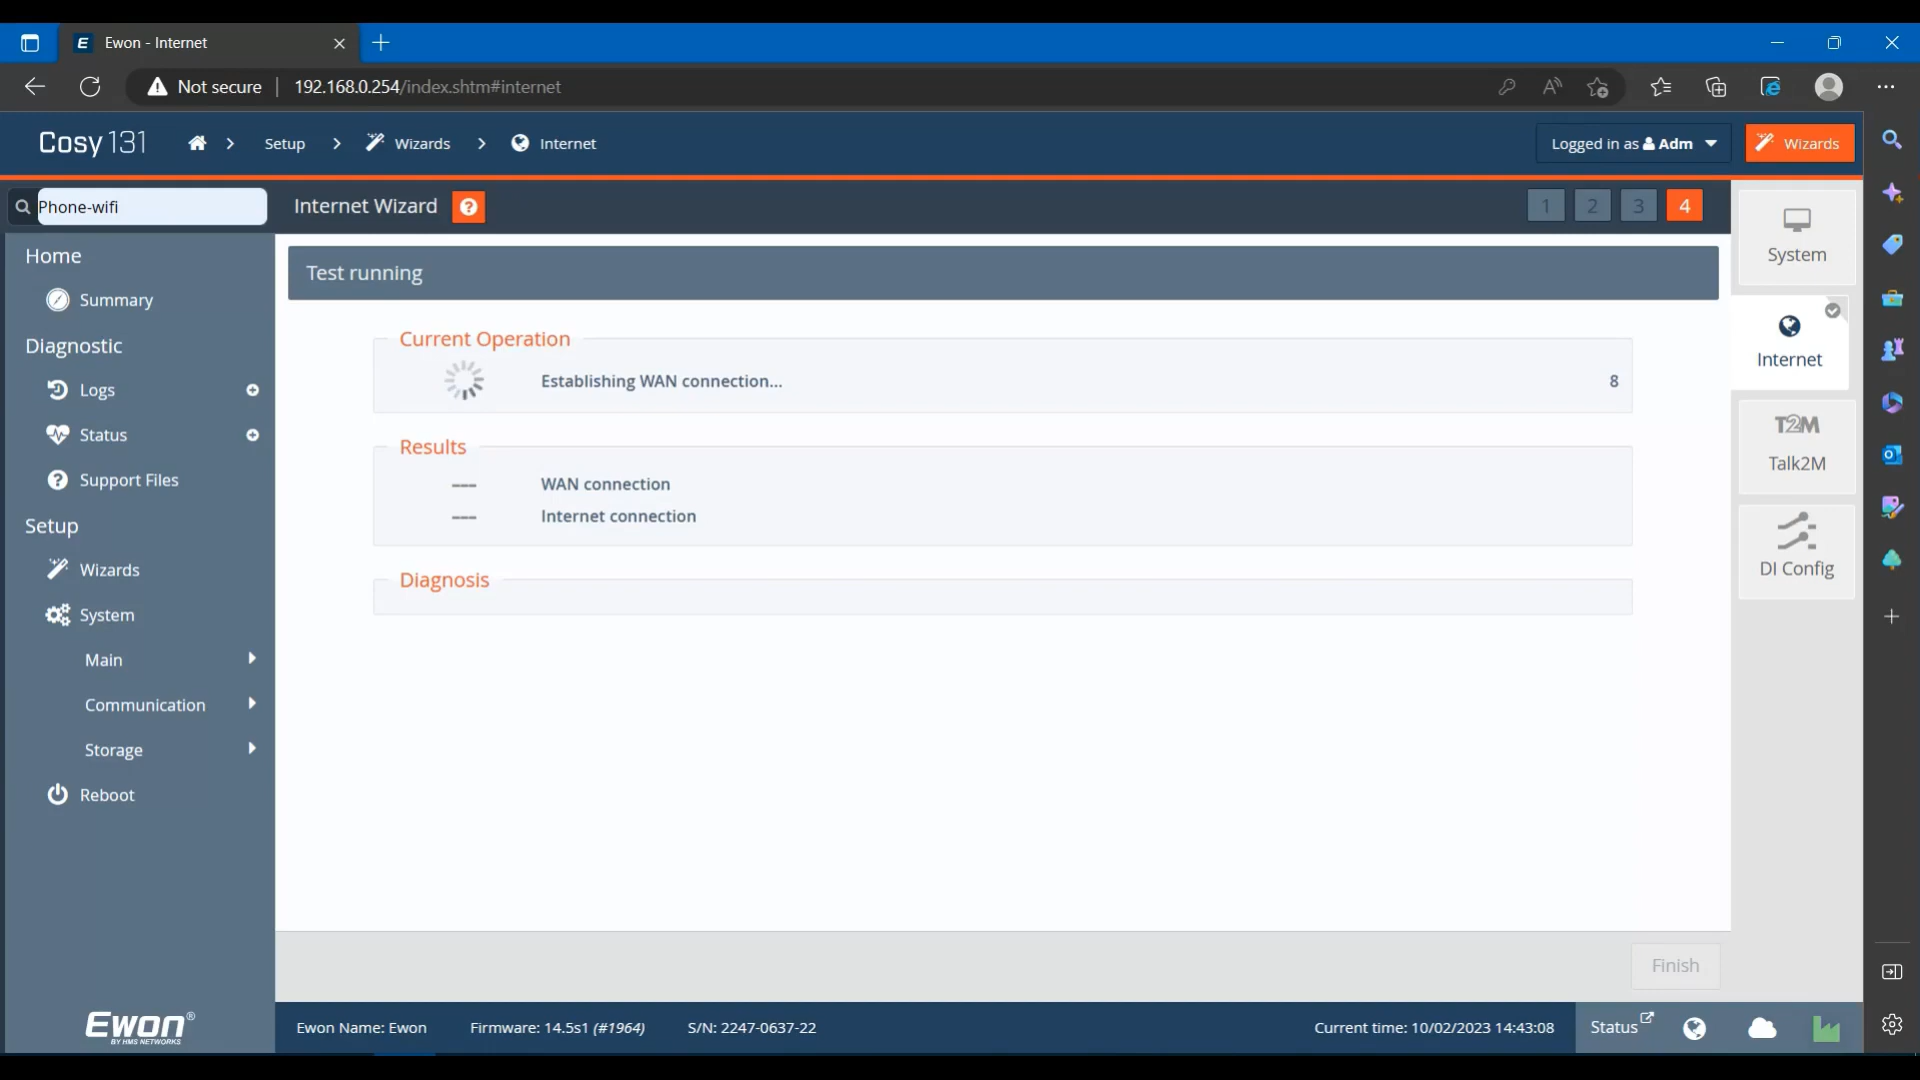 Ewon - Internet
Not secure
192.168.0.254/index.shtm#internet
Cosy 131
Setup
Wizards
Internet
Logged in as Adm
Wizards
Phone-wifi
Internet Wizard
1 2 3 4
Home
Summary
Diagnostic
Logs
Status
Support Files
Setup
Wizards
System
Main
Communication
Storage
Reboot
Test running
Current Operation
Establishing WAN connection...
8
Results
--- WAN connection
--- Internet connection
Diagnosis
System
Internet
T2M
Talk2M
DI Config
Finish
Ewon®
BY HMS NETWORKS
Ewon Name: Ewon
Firmware: 14.5s1 (#1964)
S/N: 2247-0637-22
Current time: 10/02/2023 14:43:08
Status